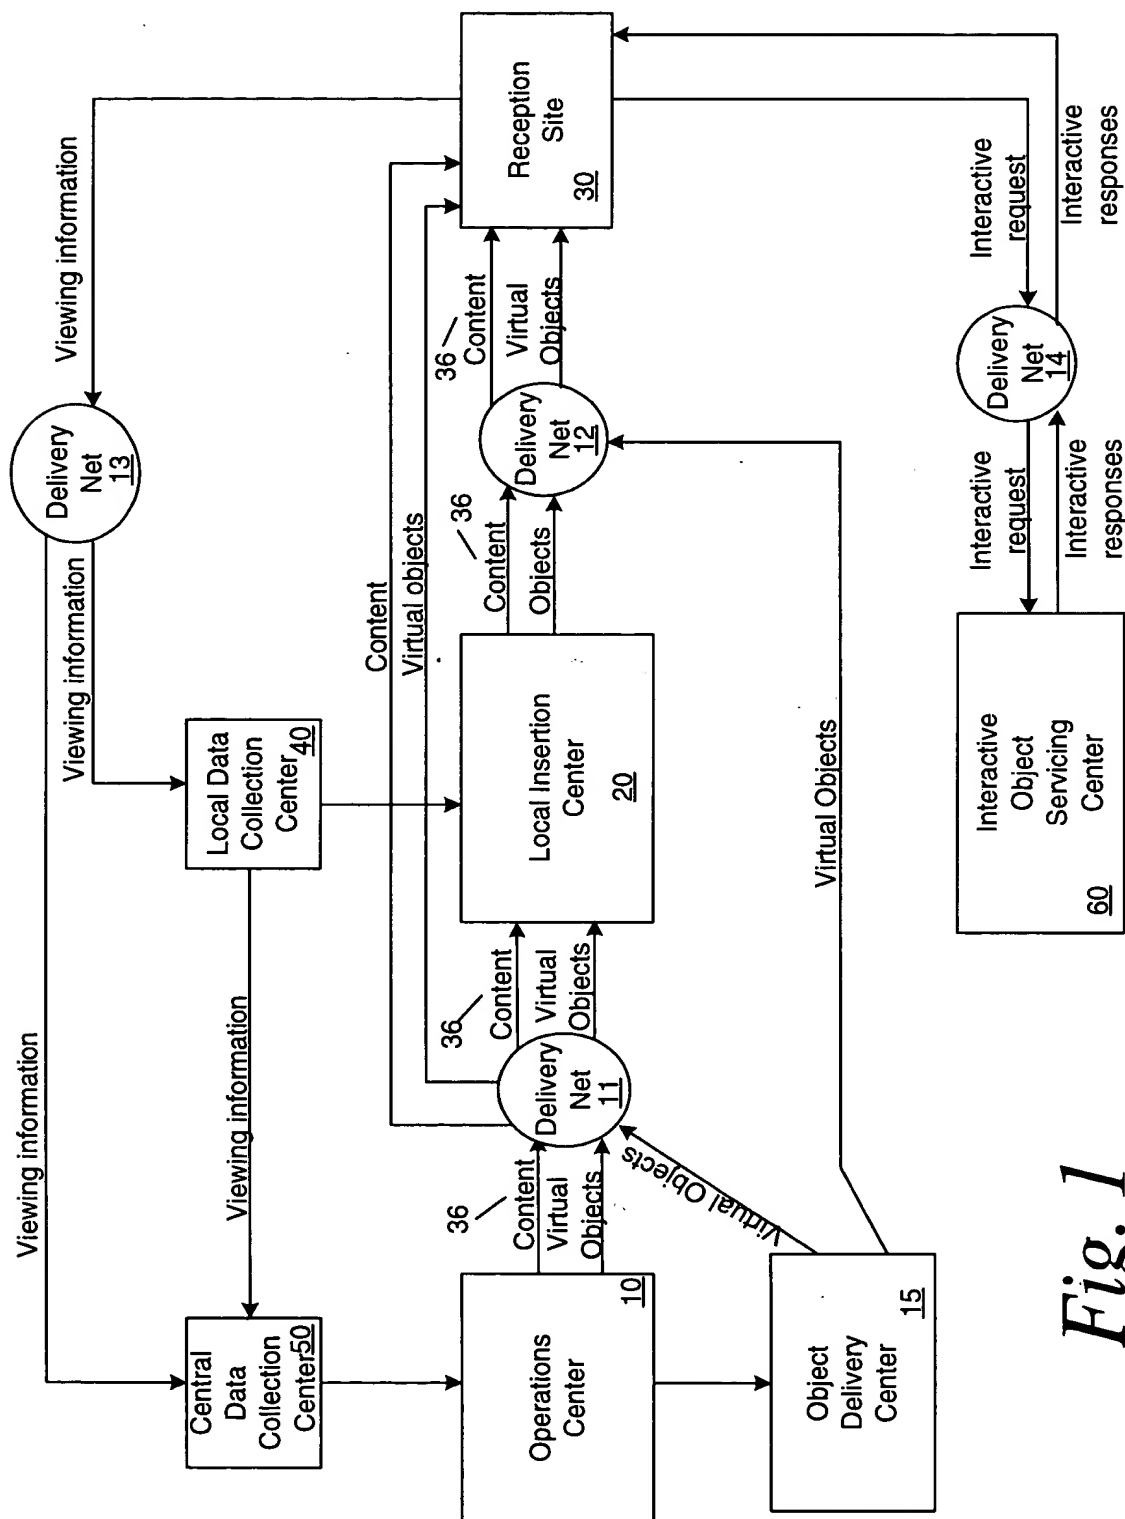 Viewing information
Delivery
Net
13
Viewing information
Viewing information
Central
Data
Collection
Center 50
Viewing information
Local Data
Collection
Center 40
Content
Virtual objects
Reception
Site
30
Operations
Center
10
36
Content
Virtual
Objects
Delivery
Net
11
36
Content
Virtual
Objects
Local Insertion
Center
20
36
Content
Objects
Delivery
Net
12
36
Content
Virtual
Objects
Virtual Objects
Object
Delivery
Center
15
Virtual Objects
Interactive
Object
Servicing
Center
60
Interactive
request
Interactive
responses
Delivery
Net
14
Interactive
request
Interactive
responses
Fig. 1